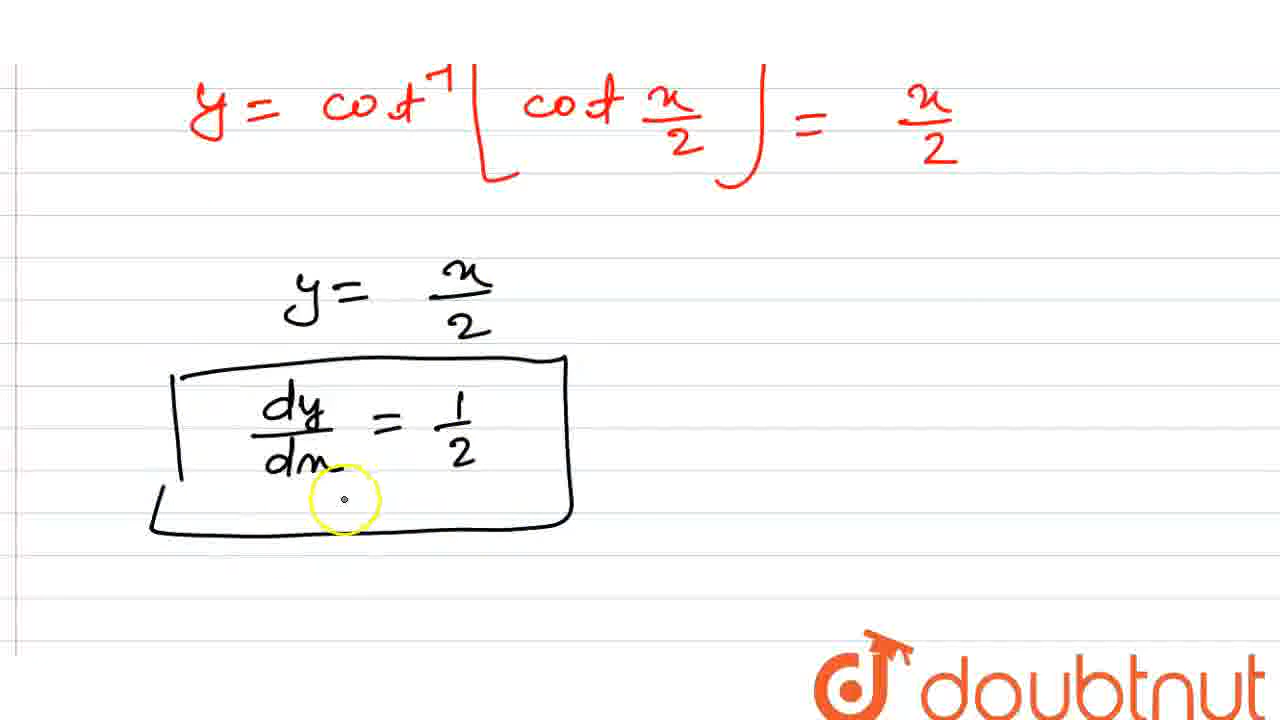 y = cot⁻¹ [ cot x/2 ] = x/2
y = x/2
dy/dx = 1/2
doubtnut